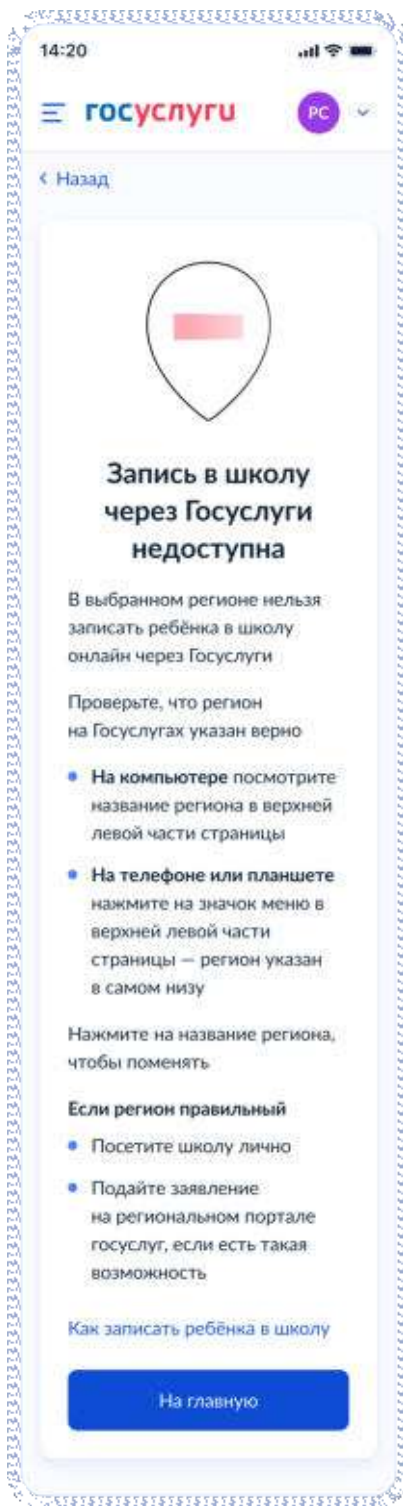 14:20
госуслуги
РС
Назад
Запись в школу
через Госуслуги
недоступна
В выбранном регионе нельзя
записать ребёнка в школу
онлайн через Госуслуги
Проверьте, что регион
на Госуслугах указан верно
На компьютере посмотрите
название региона в верхней
левой части страницы
На телефоне или планшете
нажмите на значок меню в
верхней левой части
страницы — регион указан
в самом низу
Нажмите на название региона,
чтобы поменять
Если регион правильный
Посетите школу лично
Подайте заявление
на региональном портале
госуслуг, если есть такая
возможность
Как записать ребёнка в школу
На главную